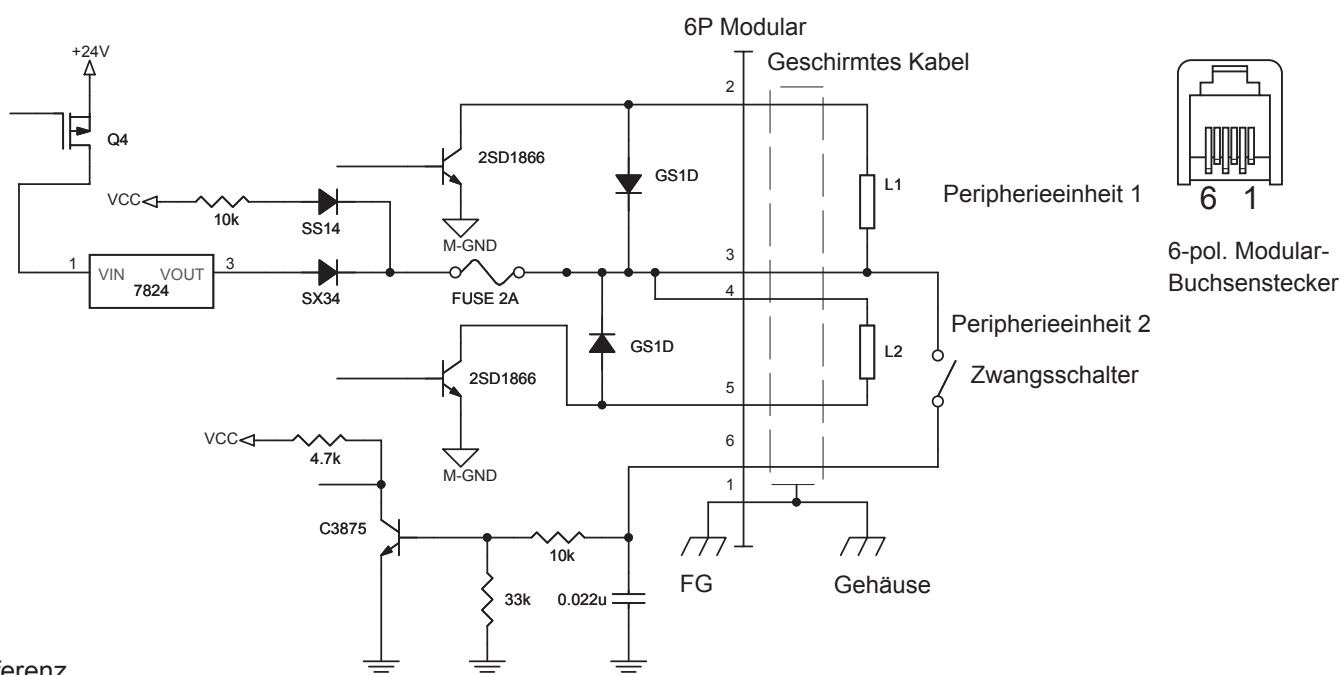 6P Modular
Geschirmtes Kabel
+24V
Q4
2
2SD1866
GS1D
L1
Peripherieeinheit 1
6 1
6-pol. Modular-
Buchsenstecker
VCC
10k
SS14
M-GND
1
VIN
VOUT
7824
3
SX34
FUSE 2A
3
4
GS1D
L2
Peripherieeinheit 2
Zwangsschalter
2SD1866
5
M-GND
6
VCC
4.7k
1
C3875
10k
33k
0.022u
FG
Gehäuse